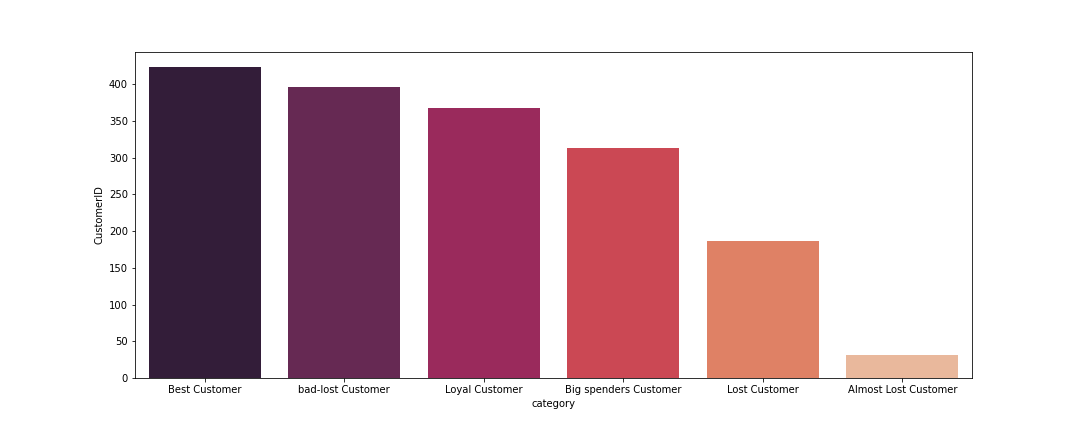 400
350
300
250
200
150
100
50
0
CustomerID
Best Customer
bad-lost Customer
Loyal Customer
Big spenders Customer
Lost Customer
Almost Lost Customer
category